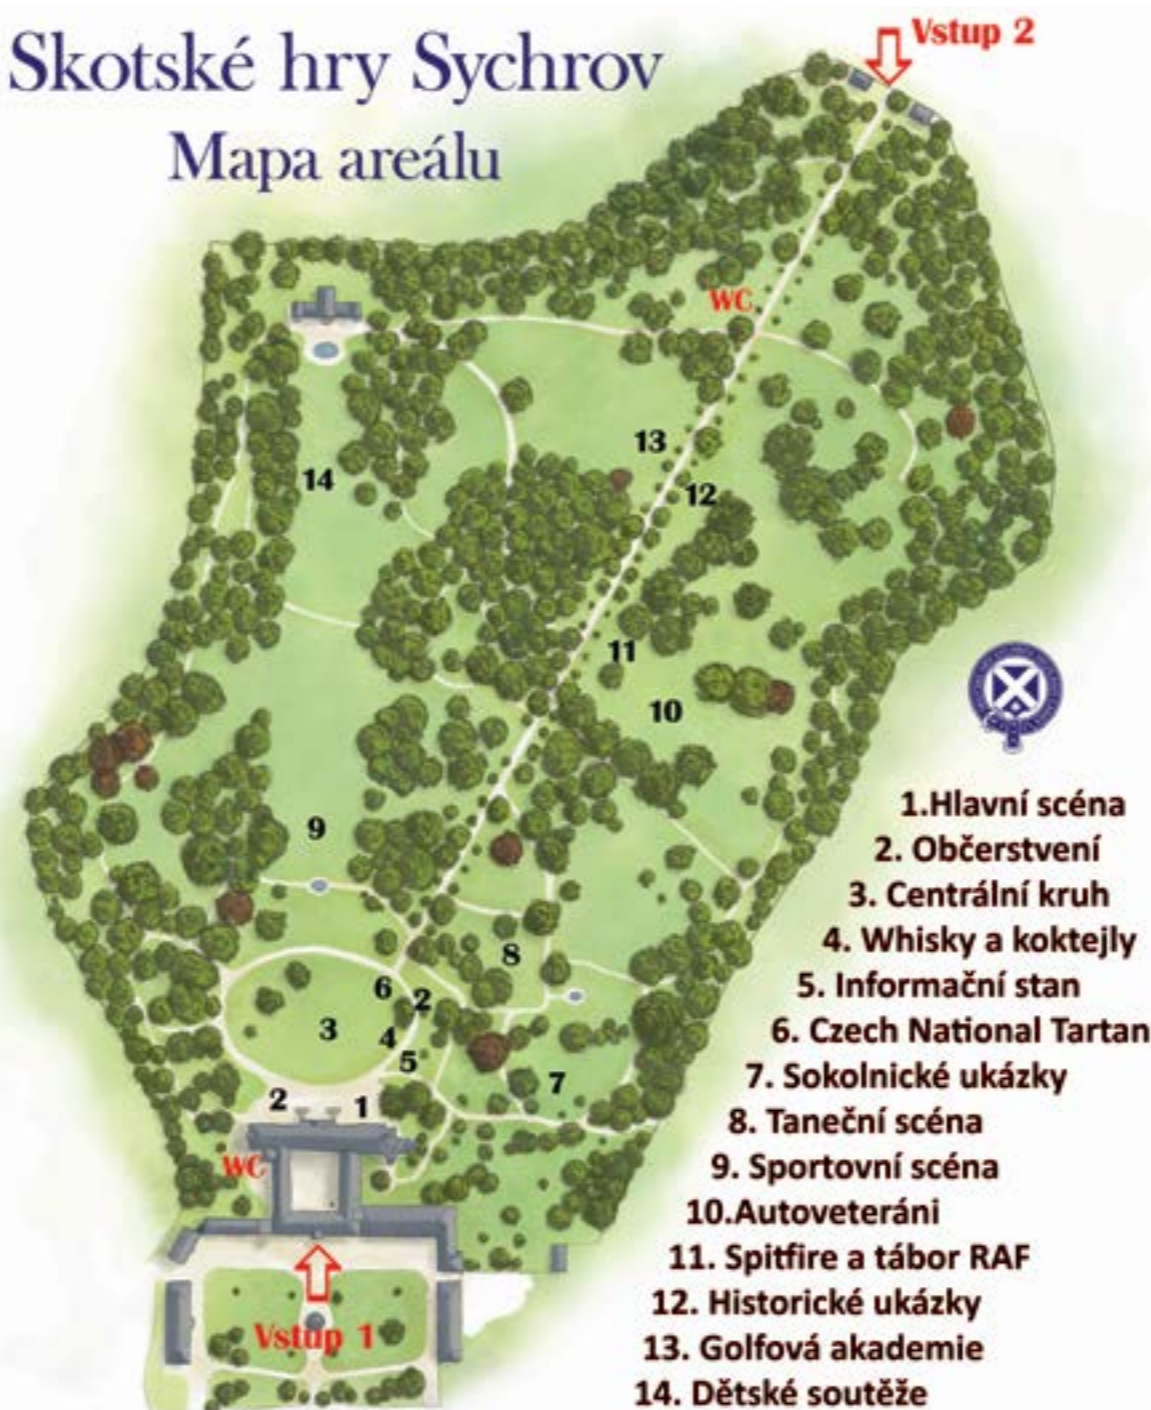 Skotské hry Sychrov
Mapa areálu
Vstup 2
WC
13
14
12
11
10
9
8
6
2
3
4
5
7
2
1
WC
Vstup 1
1.Hlavní scéna
2. Občerstvení
3. Centrální kruh
4. Whisky a koktejly
5. Informační stan
6. Czech National Tartan
7. Sokolnické ukázky
8. Taneční scéna
9. Sportovní scéna
10.Autoveteráni
11. Spitfire a tábor RAF
12. Historické ukázky
13. Golfová akademie
14. Dětské soutěže